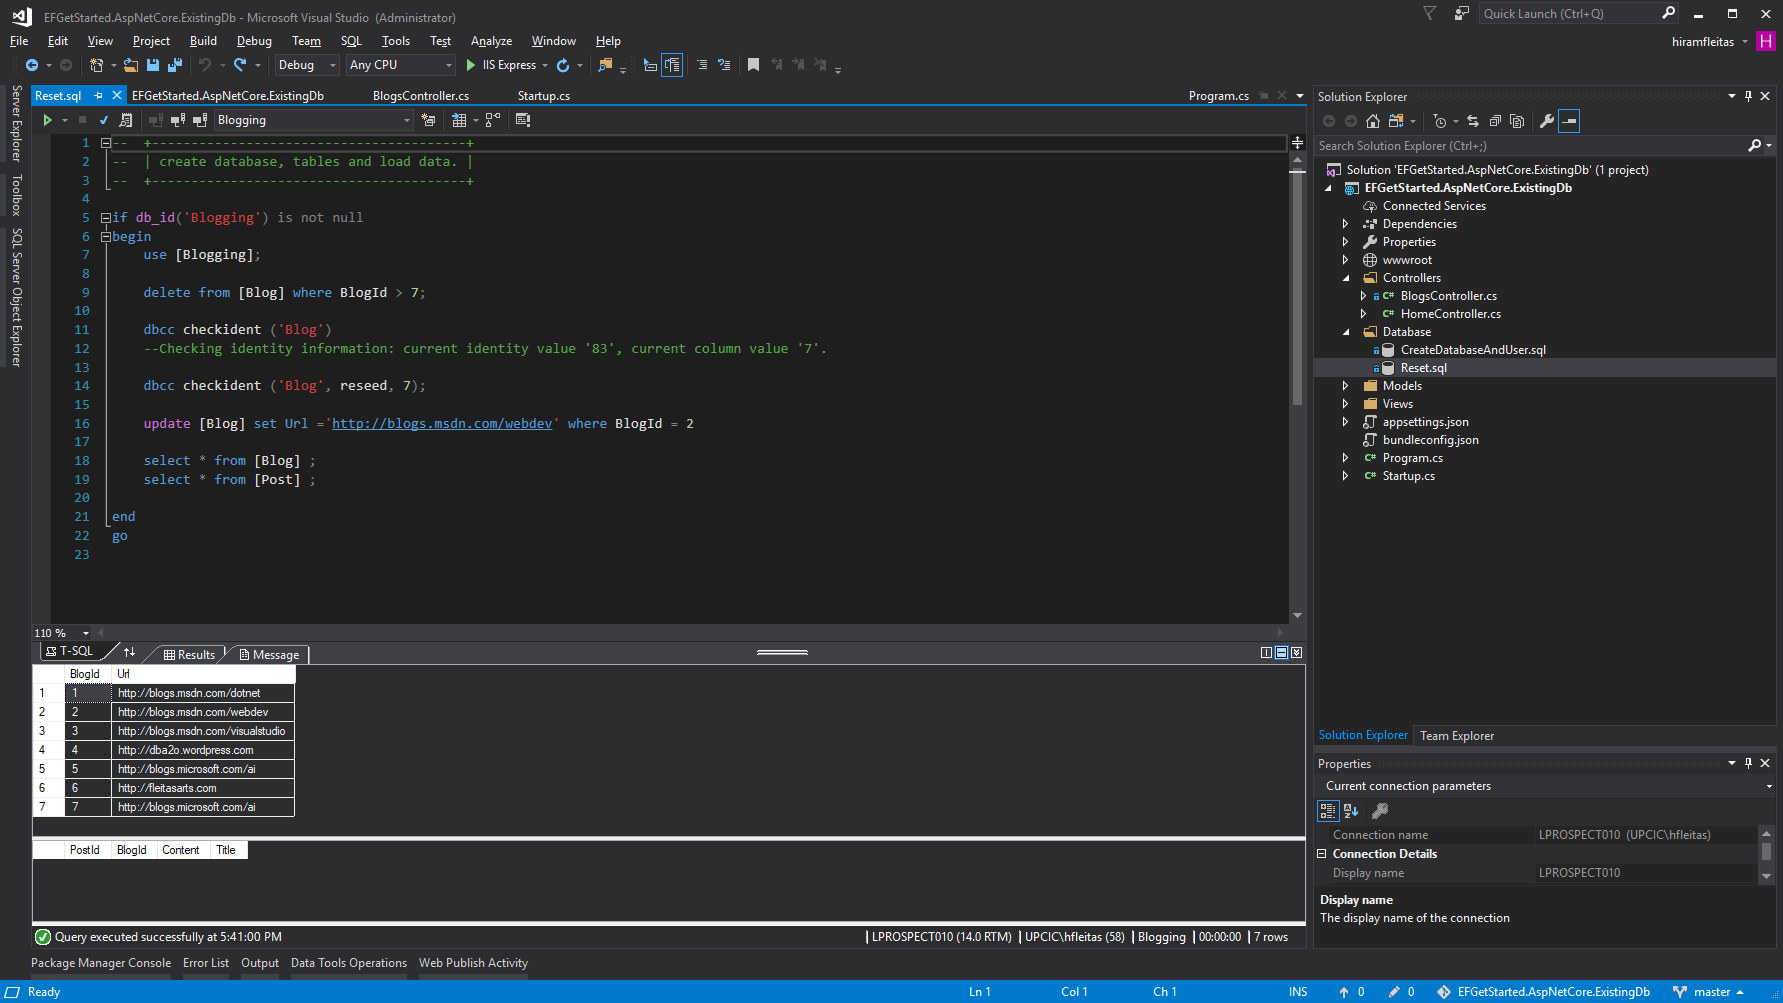 EFGetStarted.AspNetCore.ExistingDb - Microsoft Visual Studio (Administrator)
Quick Launch (Ctrl+Q)
File Edit View Project Build Debug Team SQL Tools Test Analyze Window Help
hiramfleitas H
Debug Any CPU IIS Express
Server Explorer
Toolbox
SQL Server Object Explorer
Reset.sql EFGetStarted.AspNetCore.ExistingDb BlogsController.cs Startup.cs Program.cs
Blogging
1 -- +----------------------------------------+
2 -- | create database, tables and load data. |
3 -- +----------------------------------------+
4
5 if db_id('Blogging') is not null
6 begin
7 use [Blogging];
8
9 delete from [Blog] where BlogId > 7;
10
11 dbcc checkident ('Blog')
12 --Checking identity information: current identity value '83', current column value '7'.
13
14 dbcc checkident ('Blog', reseed, 7);
15
16 update [Blog] set Url ='http://blogs.msdn.com/webdev' where BlogId = 2
17
18 select * from [Blog] ;
19 select * from [Post] ;
20
21 end
22 go
23
110 %
T-SQL Results Message
BlogId Url
1 1 http://blogs.msdn.com/dotnet
2 2 http://blogs.msdn.com/webdev
3 3 http://blogs.msdn.com/visualstudio
4 4 http://dba2o.wordpress.com
5 5 http://blogs.microsoft.com/ai
6 6 http://fleitasarts.com
7 7 http://blogs.microsoft.com/ai
PostId BlogId Content Title
Query executed successfully at 5:41:00 PM
LPROSPECT010 (14.0 RTM) UPCIC\hfleitas (58) Blogging 00:00:00 7 rows
Solution Explorer
Search Solution Explorer (Ctrl+;)
Solution 'EFGetStarted.AspNetCore.ExistingDb' (1 project)
EFGetStarted.AspNetCore.ExistingDb
Connected Services
Dependencies
Properties
wwwroot
Controllers
C# BlogsController.cs
C# HomeController.cs
Database
CreateDatabaseAndUser.sql
Reset.sql
Models
Views
appsettings.json
bundleconfig.json
C# Program.cs
C# Startup.cs
Solution Explorer Team Explorer
Properties
Current connection parameters
Connection name LPROSPECT010 (UPCIC\hfleitas)
Connection Details
Display name LPROSPECT010
Display name
The display name of the connection
Package Manager Console Error List Output Data Tools Operations Web Publish Activity
Ready Ln 1 Col 1 Ch 1 INS 0 0 EFGetStarted.AspNetCore.ExistingDb master